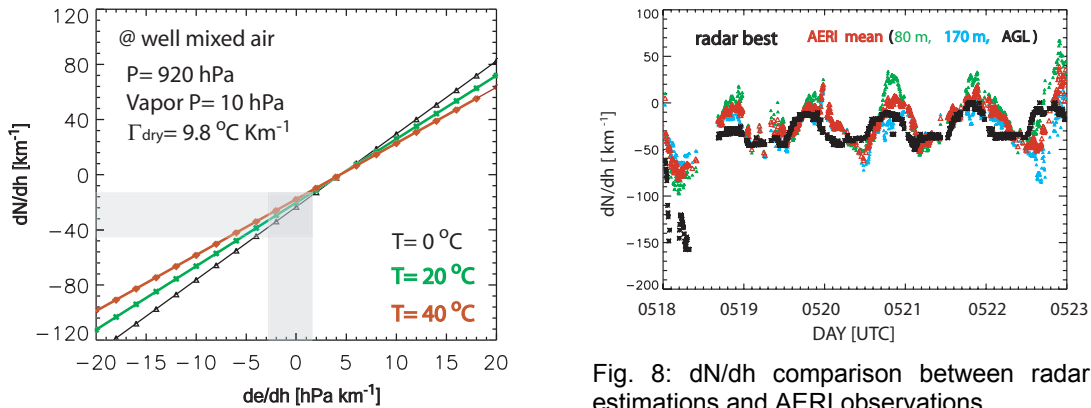 120
80
40
0
−40
−80
−120
dN/dh [km-1]
@ well mixed air
P= 920 hPa
Vapor P= 10 hPa
Γdry= 9.8 °C Km-1
T= 0 °C
T= 20 °C
T= 40 °C
−20 −15 −10 −5 0 5 10 15 20
de/dh [hPa km-1]
100
50
0
−50
−100
−150
−200
dN/dh [ km-1]
radar best AERI mean (80 m, 170 m, AGL )
0518 0519 0520 0521 0522 0523
DAY [UTC]
Fig. 8: dN/dh comparison between radar
estimations and AERI observations